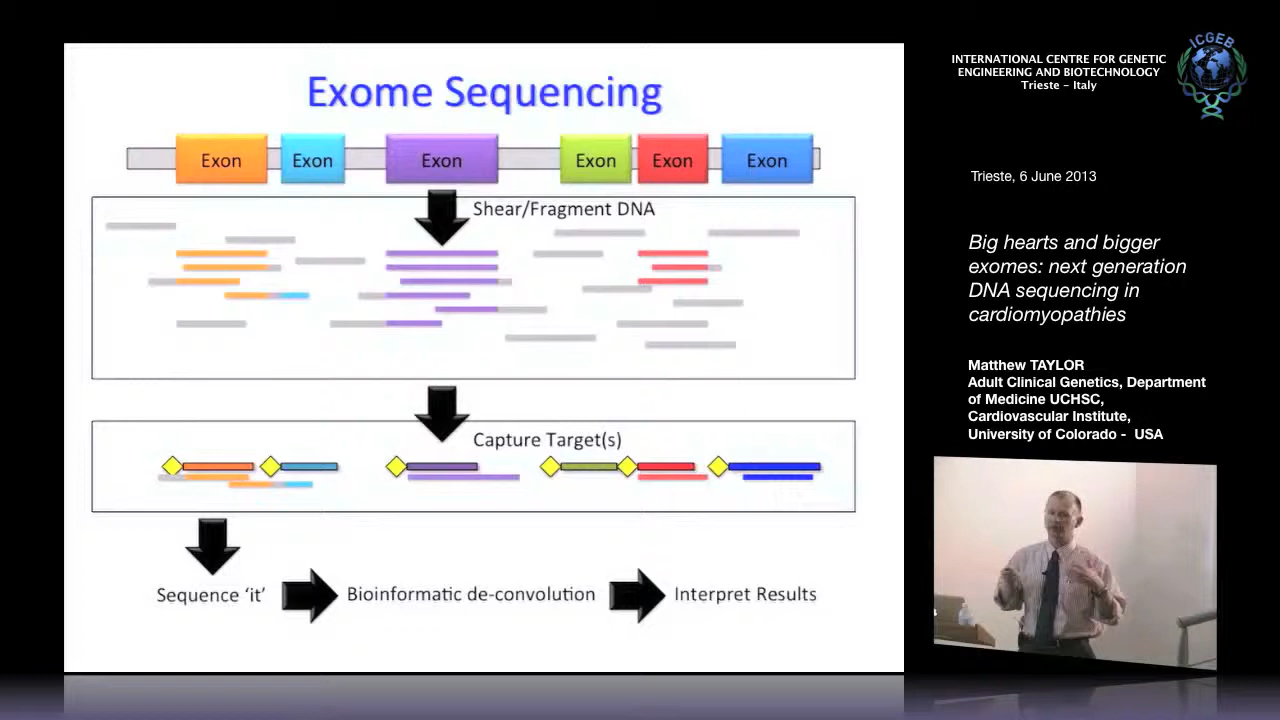 Exome Sequencing
Exon Exon Exon Exon Exon Exon
Shear/Fragment DNA
Capture Target(s)
Sequence ‘it’ Bioinformatic de-convolution Interpret Results
INTERNATIONAL CENTRE FOR GENETIC
ENGINEERING AND BIOTECHNOLOGY
Trieste – Italy
ICGEB
Trieste, 6 June 2013
Big hearts and bigger
exomes: next generation
DNA sequencing in
cardiomyopathies
Matthew TAYLOR
Adult Clinical Genetics, Department
of Medicine UCHSC,
Cardiovascular Institute,
University of Colorado - USA